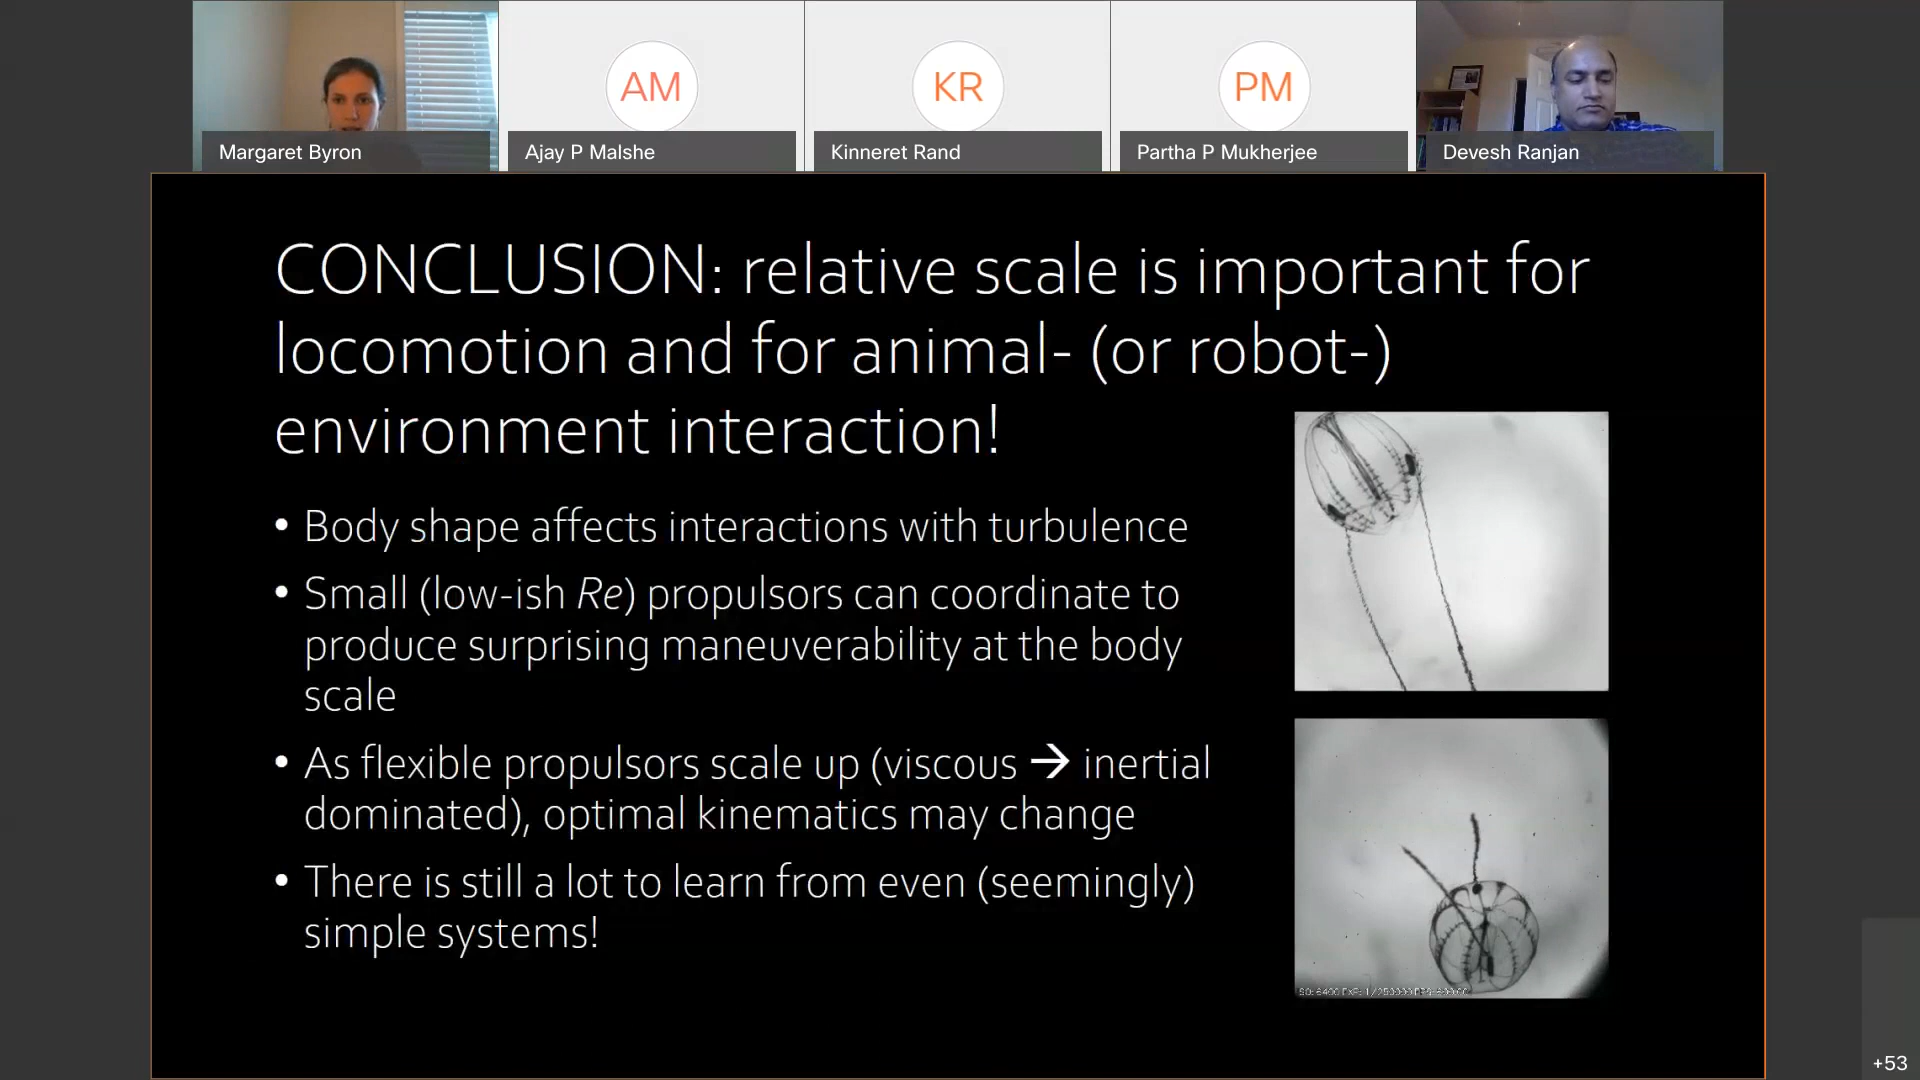 AM
KR
PM
Margaret Byron
Ajay P Malshe
Kinneret Rand
Partha P Mukherjee
Devesh Ranjan
CONCLUSION: relative scale is important for
locomotion and for animal- (or robot-)
environment interaction!
• Body shape affects interactions with turbulence
• Small (low-ish Re) propulsors can coordinate to
produce surprising maneuverability at the body
scale
• As flexible propulsors scale up (viscous → inertial
dominated), optimal kinematics may change
• There is still a lot to learn from even (seemingly)
simple systems!
+53